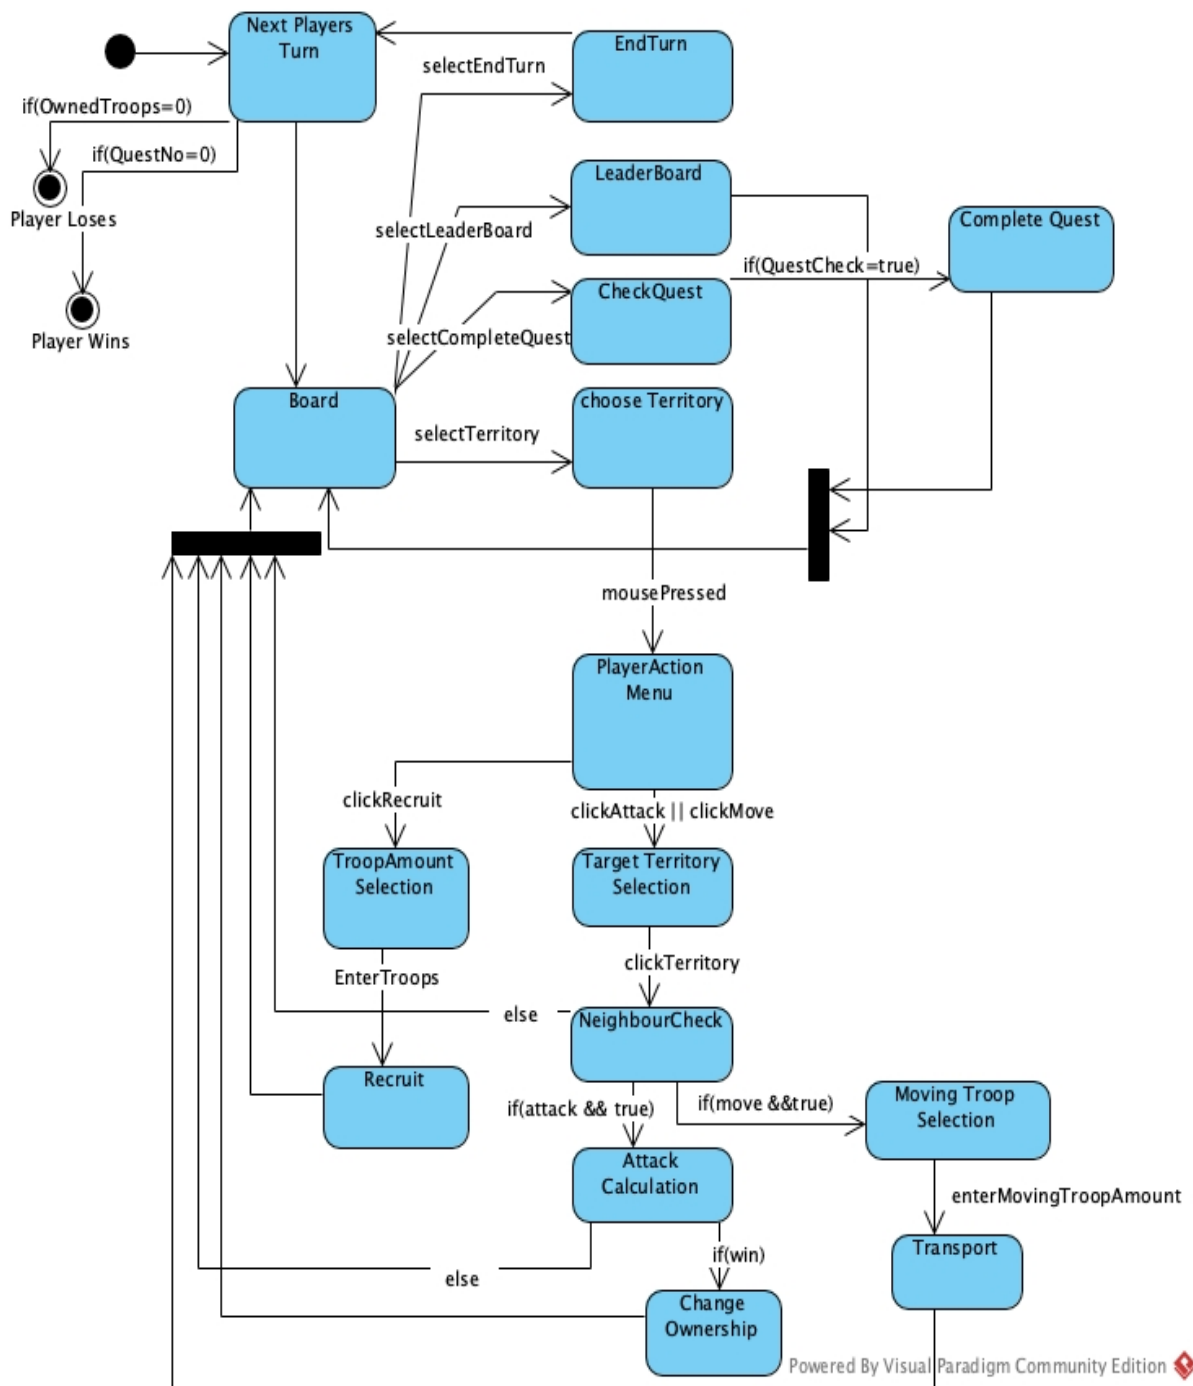 Next Players
Turn
EndTurn
selectEndTurn
if(OwnedTroops=0)
if(QuestNo=0)
LeaderBoard
Player Loses
selectLeaderBoard
Complete Quest
if(QuestCheck=true)
CheckQuest
Player Wins
selectCompleteQuest
Board
choose Territory
selectTerritory
mousePressed
PlayerAction
Menu
clickRecruit
clickAttack || clickMove
TroopAmount
Selection
Target Territory
Selection
clickTerritory
EnterTroops
else
NeighbourCheck
Recruit
if(attack && true)
if(move &&true)
Moving Troop
Selection
Attack
Calculation
enterMovingTroopAmount
Transport
if(win)
else
Change
Ownership
Powered By Visual Paradigm Community Edition